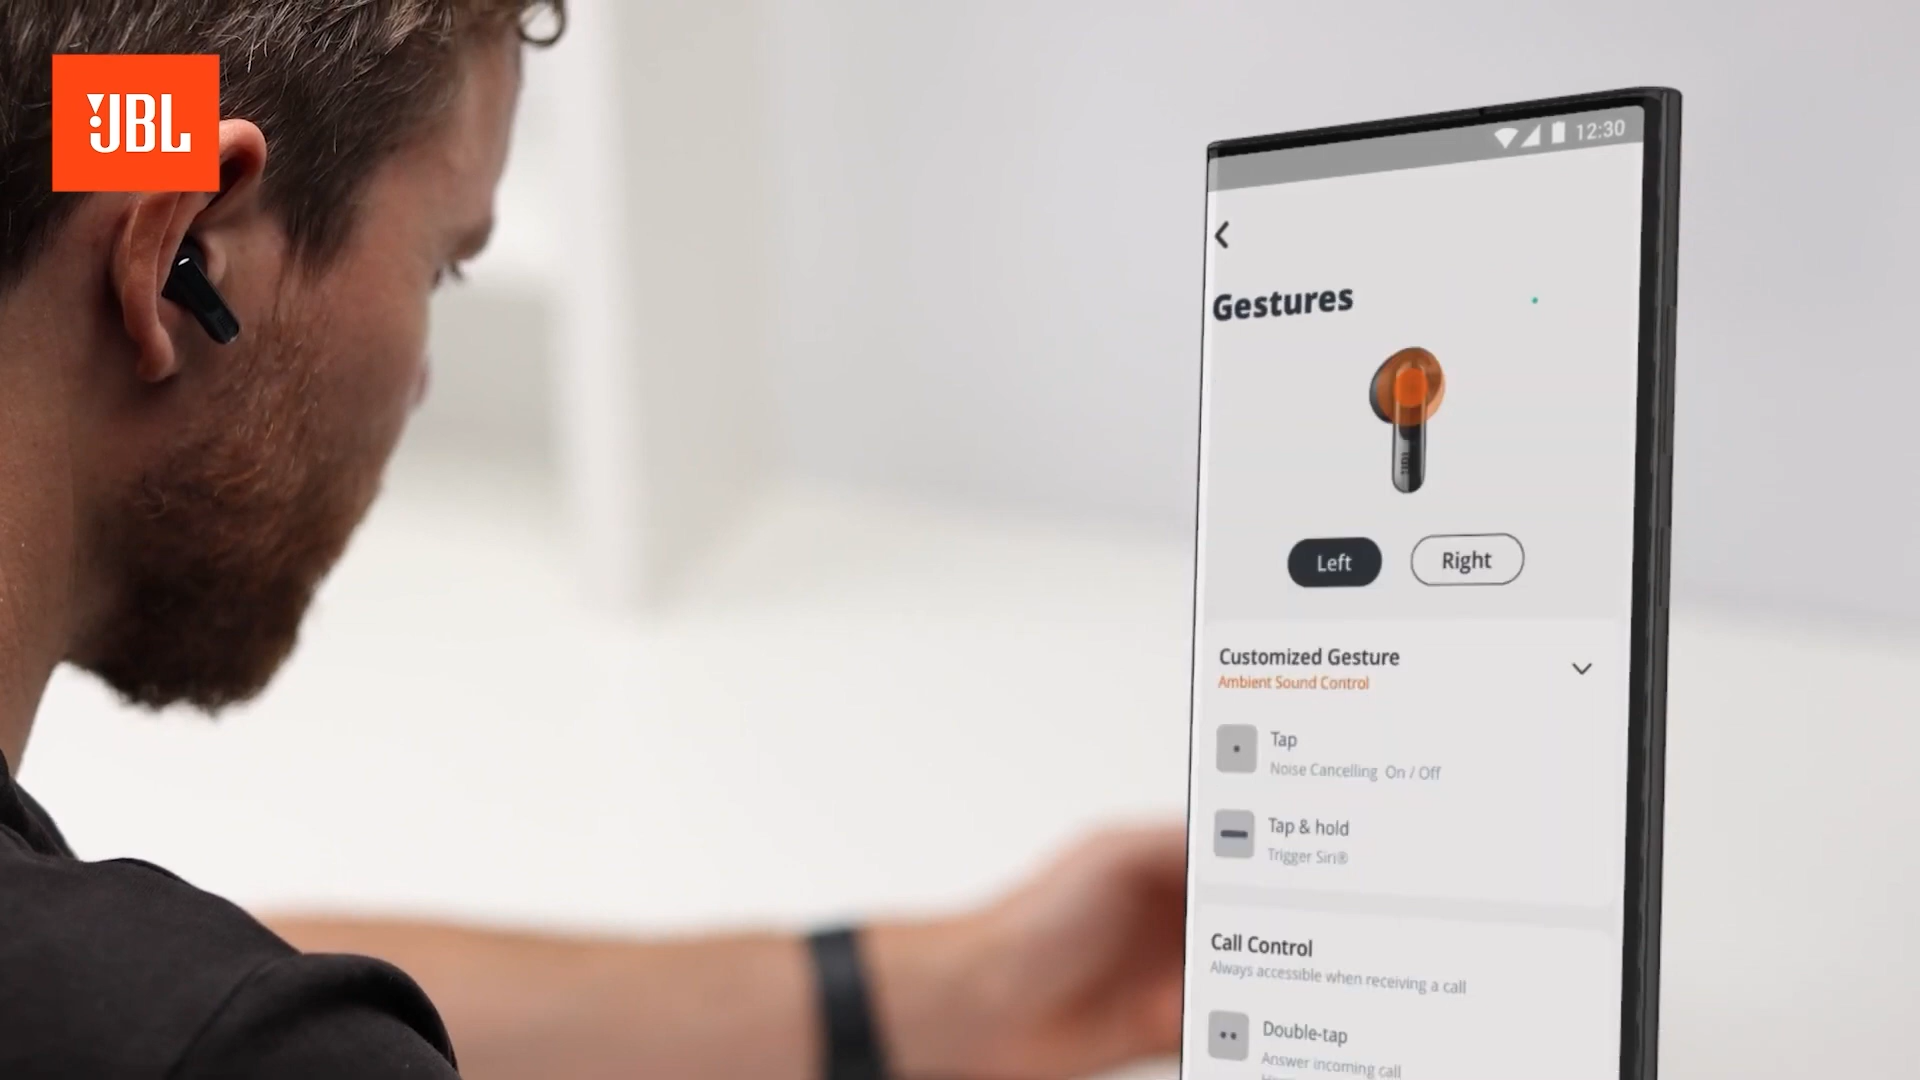 JBL
12:30
Gestures
JBL
Left
Right
Customized Gesture
Ambient Sound Control
Tap
Noise Cancelling On / Off
Tap & hold
Trigger Siri®
Call Control
Always accessible when receiving a call
Double-tap
Answer incoming call